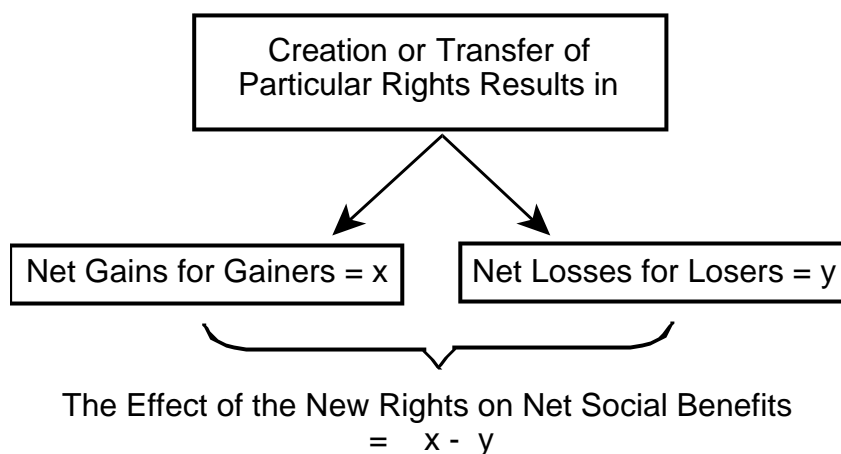 Creation or Transfer of
Particular Rights Results in
Net Gains for Gainers = x
Net Losses for Losers = y
The Effect of the New Rights on Net Social Benefits
= x - y